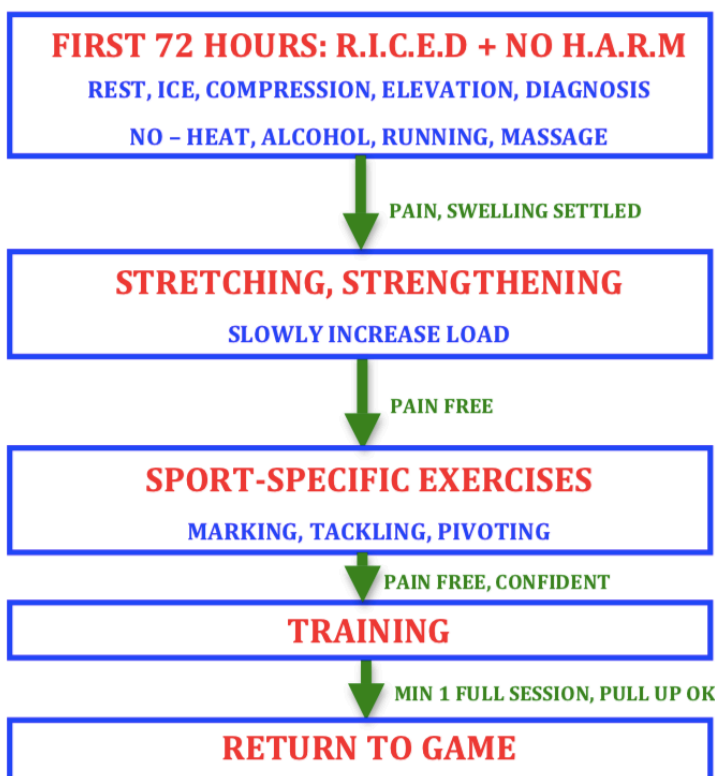 FIRST 72 HOURS: R.I.C.E.D + NO H.A.R.M
REST, ICE, COMPRESSION, ELEVATION, DIAGNOSIS
NO – HEAT, ALCOHOL, RUNNING, MASSAGE
PAIN, SWELLING SETTLED
STRETCHING, STRENGTHENING
SLOWLY INCREASE LOAD
PAIN FREE
SPORT-SPECIFIC EXERCISES
MARKING, TACKLING, PIVOTING
PAIN FREE, CONFIDENT
TRAINING
MIN 1 FULL SESSION, PULL UP OK
RETURN TO GAME